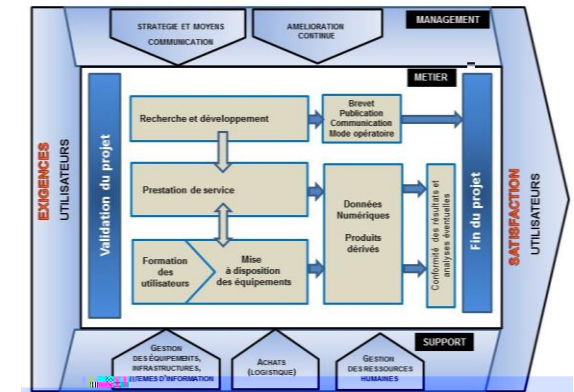 STRATEGIE ET MOYENS
COMMUNICATION
AMELIORATION
CONTINUE
MANAGEMENT
METIER
EXIGENCES
UTILISATEURS
Validation du projet
Recherche et développement
Brevet
Publication
Communication
Mode opératoire
Prestation de service
Données
Numériques
Produits
dérivés
Formation
des
utilisateurs
Mise
à disposition
des équipements
Conformité des résultats et
analyses éventuelles
Fin du projet
SATISFACTION
UTILISATEURS
SUPPORT
GESTION
DES ÉQUIPEMENTS,
INFRASTRUCTURES,
D'INFORMATION
ACHATS
(LOGISTIQUE)
GESTION
DES RESSOURCES
HUMAINES